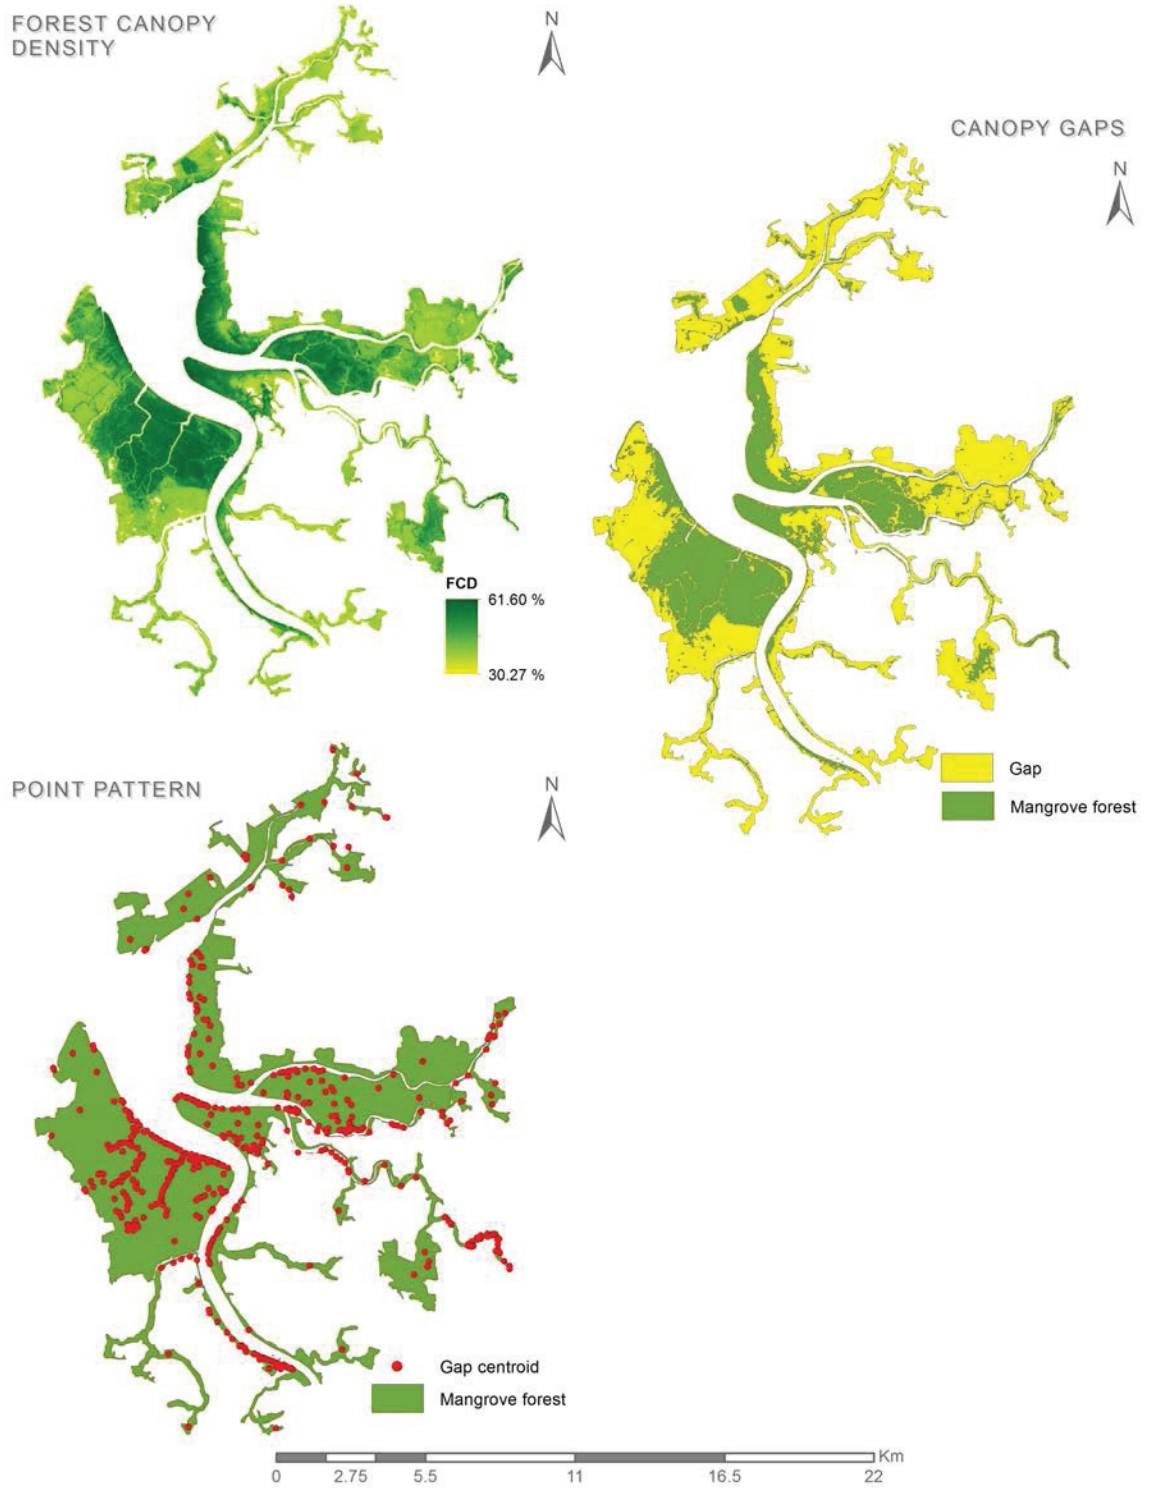 FOREST CANOPY
DENSITY
N
CANOPY GAPS
N
FCD
61.60 %
30.27 %
Gap
Mangrove forest
POINT PATTERN
N
Gap centroid
Mangrove forest
Km
0 2.75 5.5 11 16.5 22